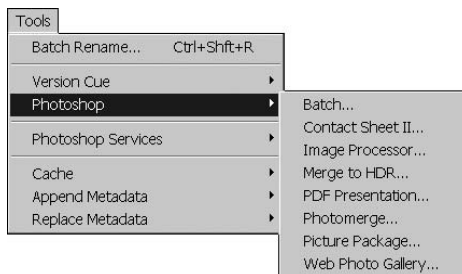 Tools
Batch Rename... Ctrl+Shft+R
Version Cue
Photoshop
Photoshop Services
Cache
Append Metadata
Replace Metadata
Batch...
Contact Sheet II...
Image Processor...
Merge to HDR...
PDF Presentation...
Photomerge...
Picture Package...
Web Photo Gallery...